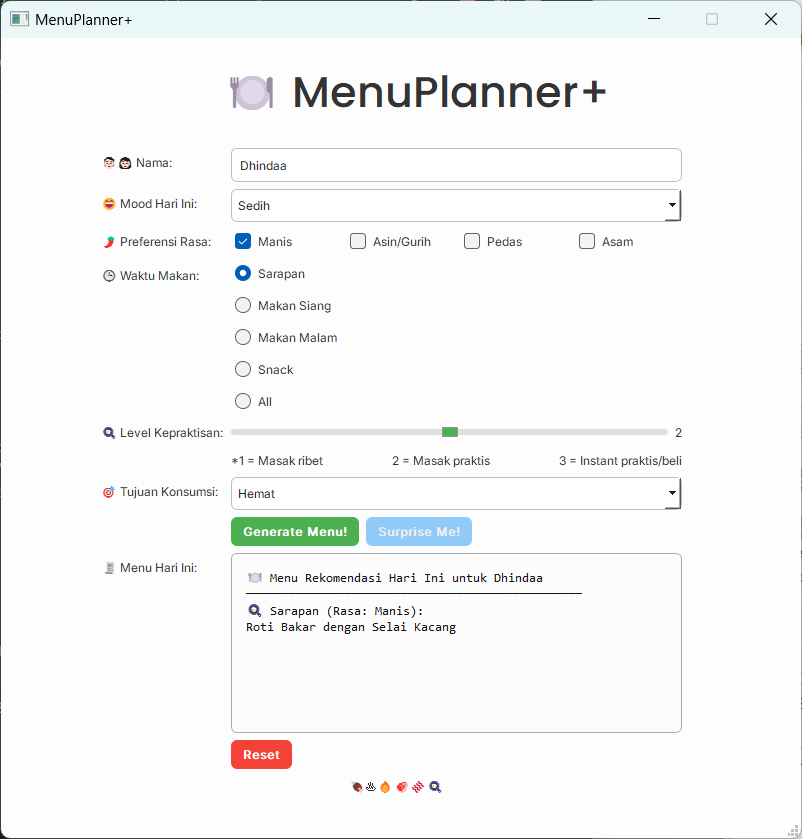 MenuPlanner+
🍽️ MenuPlanner+
Nama: Dhindaa
Mood Hari Ini: Sedih
Preferensi Rasa: Manis Asin/Gurih Pedas Asam
Waktu Makan: Sarapan
Makan Siang
Makan Malam
Snack
All
Level Kepraktisan: 2
*1 = Masak ribet 2 = Masak praktis 3 = Instant praktis/beli
Tujuan Konsumsi: Hemat
Generate Menu! Surprise Me!
Menu Hari Ini:
🍽️ Menu Rekomendasi Hari Ini untuk Dhindaa
🔍 Sarapan (Rasa: Manis):
Roti Bakar dengan Selai Kacang
Reset